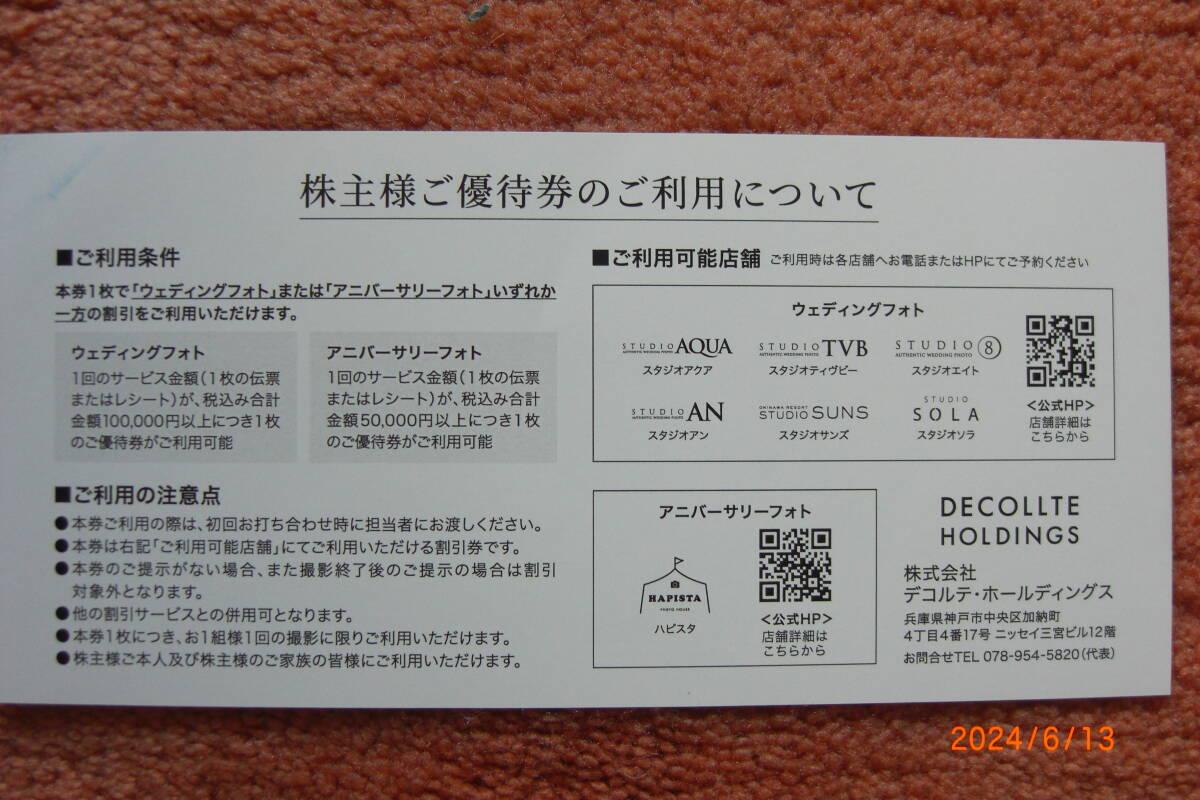 株主様ご優待券のご利用について
■ご利用条件
本券1枚で「ウェディングフォト」または「アニバーサリーフォト」いずれか
一方の割引をご利用いただけます。
ウェディングフォト
1回のサービス金額(1枚の伝票
またはレシート)が、税込み合計
金額100,000円以上につき1枚
のご優待券がご利用可能
アニバーサリーフォト
1回のサービス金額(1枚の伝票
またはレシート)が、税込み合計
金額50,000円以上につき1枚
のご優待券がご利用可能
■ご利用の注意点
●本券ご利用の際は、初回お打ち合わせ時に担当者にお渡しください。
●本券は右記「ご利用可能店舗」にてご利用いただける割引券です。
●本券のご提示がない場合、また撮影終了後のご提示の場合は割引
対象外となります。
●他の割引サービスとの併用可となります。
●本券1枚につき、お1組様1回の撮影に限りご利用いただけます。
●株主様ご本人及び株主様のご家族の皆様にご利用いただけます。
■ご利用可能店舗 ご利用時は各店舗へお電話またはHPにてご予約ください
ウェディングフォト
STUDIO AQUA
AUTHENTIC WEDDING PHOTO
スタジオアクア
STUDIO TVB
AUTHENTIC WEDDING PHOTO
スタジオティヴビー
STUDIO 8
AUTHENTIC WEDDING PHOTO
スタジオエイト
STUDIO AN
AUTHENTIC WEDDING PHOTO
スタジオアン
OKINAWA RESORT
STUDIO SUNS
スタジオサンズ
STUDIO
SOLA
スタジオソラ
<公式HP>
店舗詳細は
こちらから
アニバーサリーフォト
HAPISTA
PHOTO HOUSE
ハピスタ
<公式HP>
店舗詳細は
こちらから
DECOLLTE
HOLDINGS
株式会社
デコルテ・ホールディングス
兵庫県神戸市中央区加納町
4丁目4番17号 ニッセイ三宮ビル12階
お問合せTEL 078-954-5820(代表)
2024/6/13